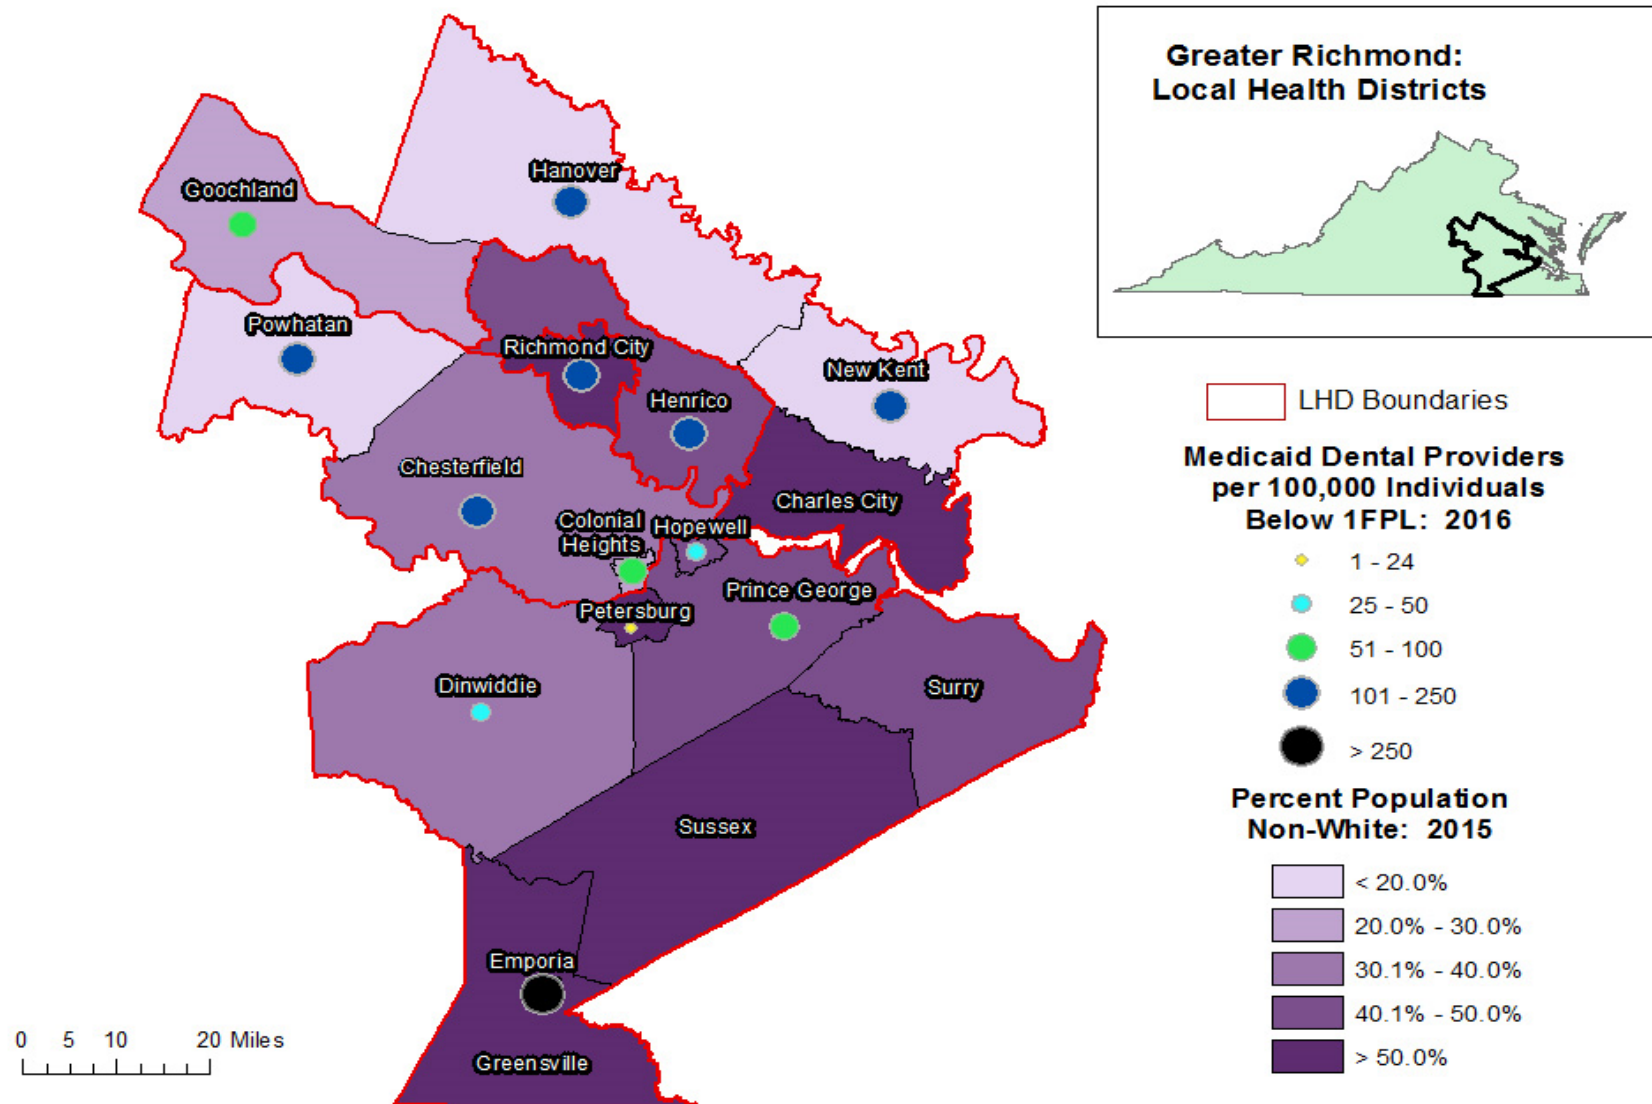 Greater Richmond:
Local Health Districts
Hanover
Goochland
Powhatan
Richmond City
New Kent
Henrico
Chesterfield
Charles City
Colonial
Heights
Hopewell
Prince George
Petersburg
Dinwiddie
Surry
Sussex
Emporia
Greensville
LHD Boundaries
Medicaid Dental Providers
per 100,000 Individuals
Below 1FPL: 2016
1 - 24
25 - 50
51 - 100
101 - 250
> 250
Percent Population
Non-White: 2015
< 20.0%
20.0% - 30.0%
30.1% - 40.0%
40.1% - 50.0%
> 50.0%
0 5 10 20 Miles